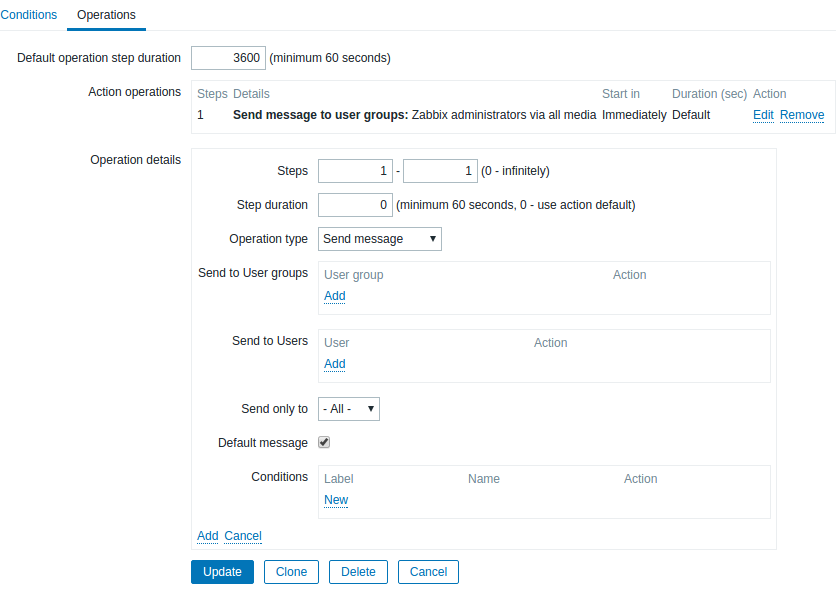 Conditions Operations
Default operation step duration 3600 (minimum 60 seconds)
Action operations Steps Details Start in Duration (sec) Action
1 Send message to user groups: Zabbix administrators via all media Immediately Default Edit Remove
Operation details
Steps 1 - 1 (0 - infinitely)
Step duration 0 (minimum 60 seconds, 0 - use action default)
Operation type Send message
Send to User groups User group Action
Add
Send to Users User Action
Add
Send only to - All -
Default message
Conditions Label Name Action
New
Add Cancel
Update Clone Delete Cancel